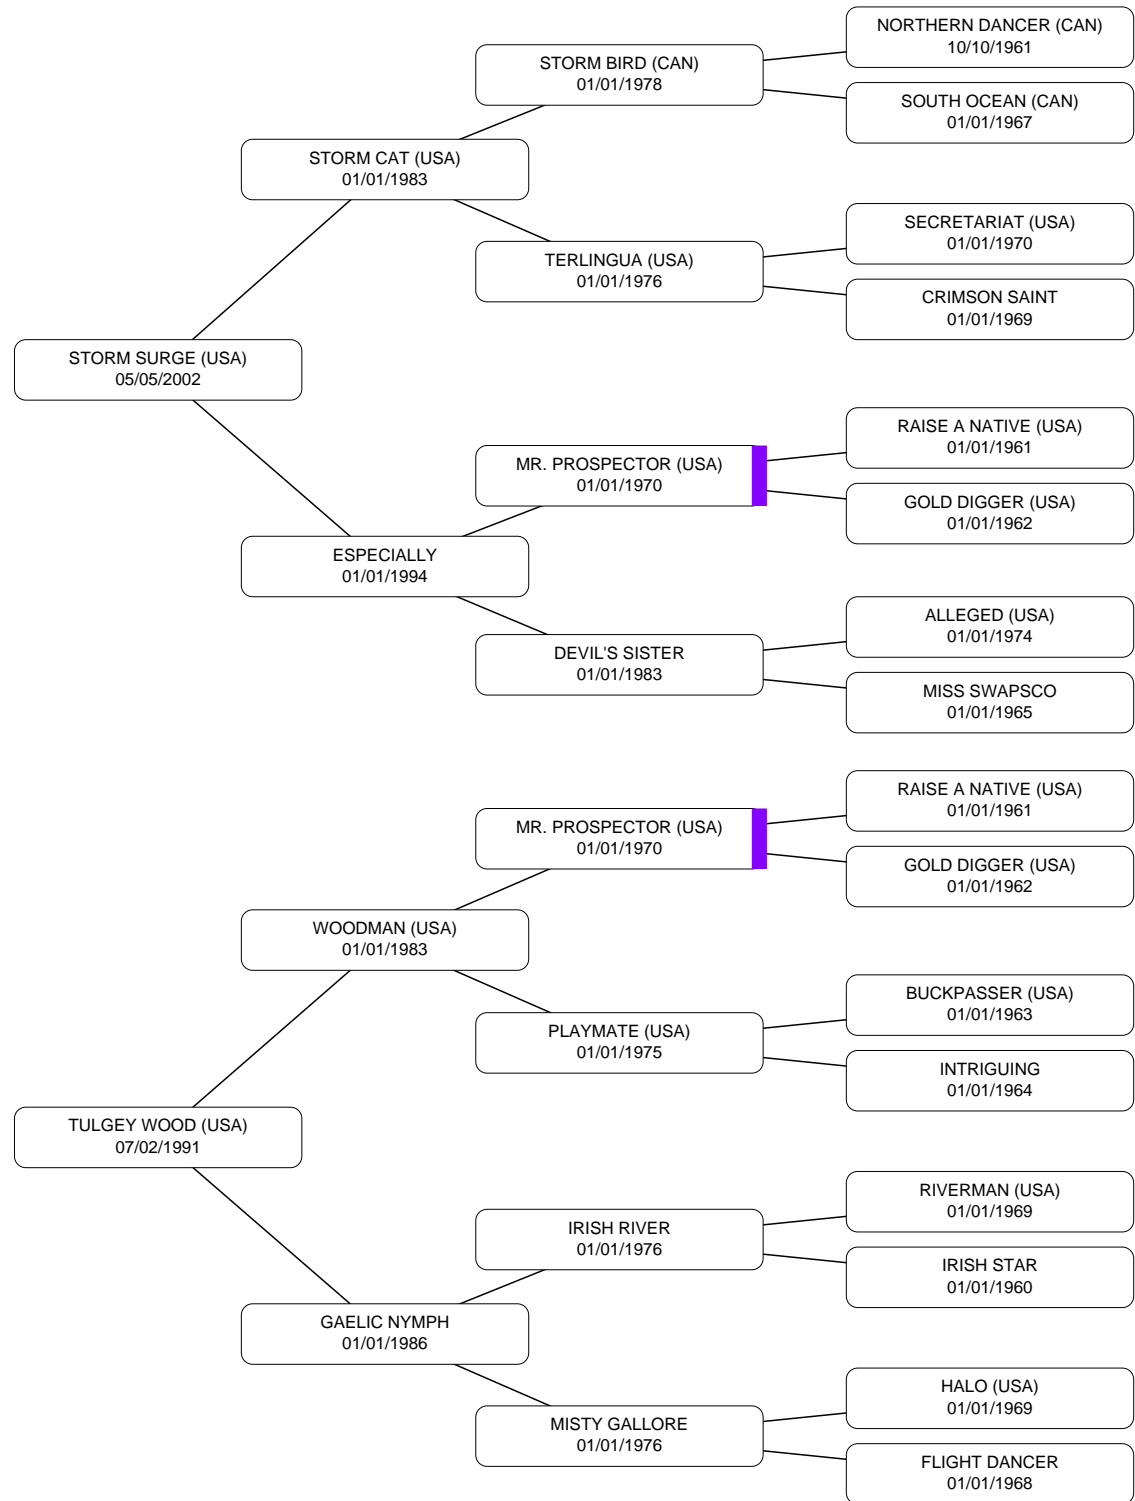 NORTHERN DANCER (CAN)
10/10/1961
STORM BIRD (CAN)
01/01/1978
SOUTH OCEAN (CAN)
01/01/1967
STORM CAT (USA)
01/01/1983
SECRETARIAT (USA)
01/01/1970
TERLINGUA (USA)
01/01/1976
CRIMSON SAINT
01/01/1969
STORM SURGE (USA)
05/05/2002
RAISE A NATIVE (USA)
01/01/1961
MR. PROSPECTOR (USA)
01/01/1970
GOLD DIGGER (USA)
01/01/1962
ESPECIALLY
01/01/1994
ALLEGED (USA)
01/01/1974
DEVIL'S SISTER
01/01/1983
MISS SWAPSCO
01/01/1965
RAISE A NATIVE (USA)
01/01/1961
MR. PROSPECTOR (USA)
01/01/1970
GOLD DIGGER (USA)
01/01/1962
WOODMAN (USA)
01/01/1983
BUCKPASSER (USA)
01/01/1963
PLAYMATE (USA)
01/01/1975
INTRIGUING
01/01/1964
TULGEY WOOD (USA)
07/02/1991
RIVERMAN (USA)
01/01/1969
IRISH RIVER
01/01/1976
IRISH STAR
01/01/1960
GAELIC NYMPH
01/01/1986
HALO (USA)
01/01/1969
MISTY GALLORE
01/01/1976
FLIGHT DANCER
01/01/1968